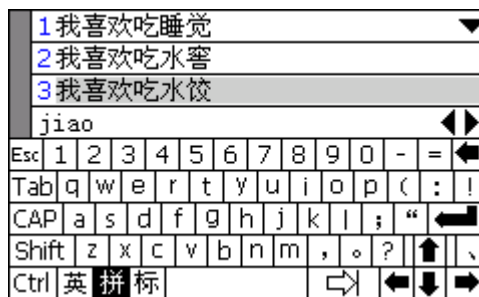 1我喜欢吃睡觉
2我喜欢吃水窖
3我喜欢吃水饺
jiao
Esc 1 2 3 4 5 6 7 8 9 0 - =
Tab q w e r t y u i o p ( : !
CAP a s d f g h j k l ; “
Shift z x c v b n m , 。 ? 、
Ctrl 英 拼 标